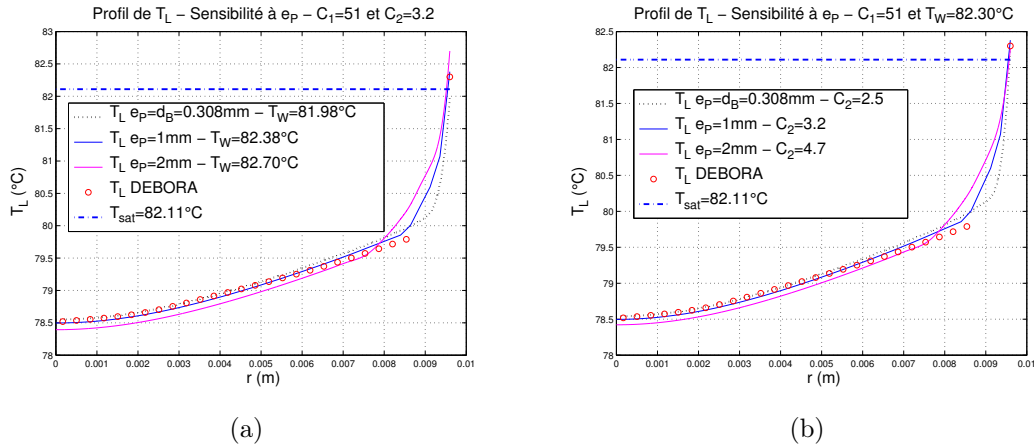 Profil de T_L − Sensibilité à e_P − C_1=51 et C_2=3.2
83
82.5
82
81.5
81
80.5
80
79.5
79
78.5
78
T_L (°C)
T_L e_P=d_B=0.308mm − T_W=81.98°C
T_L e_P=1mm − T_W=82.38°C
T_L e_P=2mm − T_W=82.70°C
T_L DEBORA
T_sat=82.11°C
0 0.001 0.002 0.003 0.004 0.005 0.006 0.007 0.008 0.009 0.01
r (m)
(a)
Profil de T_L − Sensibilité à e_P − C_1=51 et T_W=82.30°C
82.5
82
81.5
81
80.5
80
79.5
79
78.5
78
T_L (°C)
T_L e_P=d_B=0.308mm − C_2=2.5
T_L e_P=1mm − C_2=3.2
T_L e_P=2mm − C_2=4.7
T_L DEBORA
T_sat=82.11°C
0 0.001 0.002 0.003 0.004 0.005 0.006 0.007 0.008 0.009 0.01
r (m)
(b)